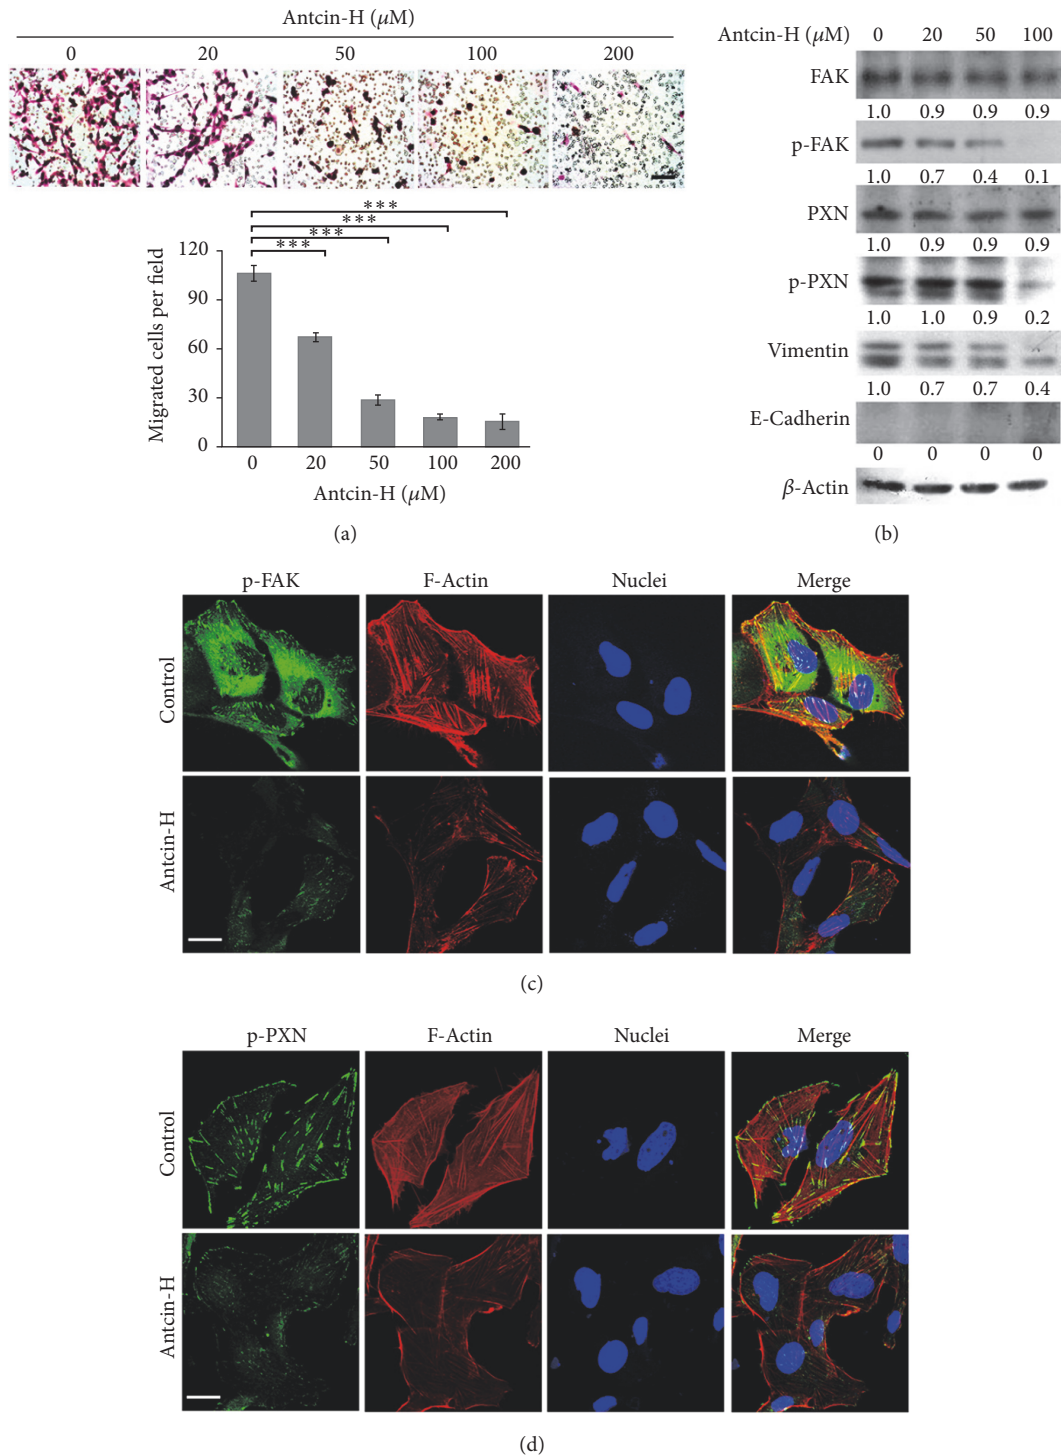 Antcin-H (μM)
0 20 50 100 200
***
***
***
***
120
90
60
30
0
Migrated cells per field
0 20 50 100 200
Antcin-H (μM)
(a)
Antcin-H (μM) 0 20 50 100
FAK
1.0 0.9 0.9 0.9
p-FAK
1.0 0.7 0.4 0.1
PXN
1.0 0.9 0.9 0.9
p-PXN
1.0 1.0 0.9 0.2
Vimentin
1.0 0.7 0.7 0.4
E-Cadherin
0 0 0 0
β-Actin
(b)
p-FAK F-Actin Nuclei Merge
Control
Antcin-H
(c)
p-PXN F-Actin Nuclei Merge
Control
Antcin-H
(d)